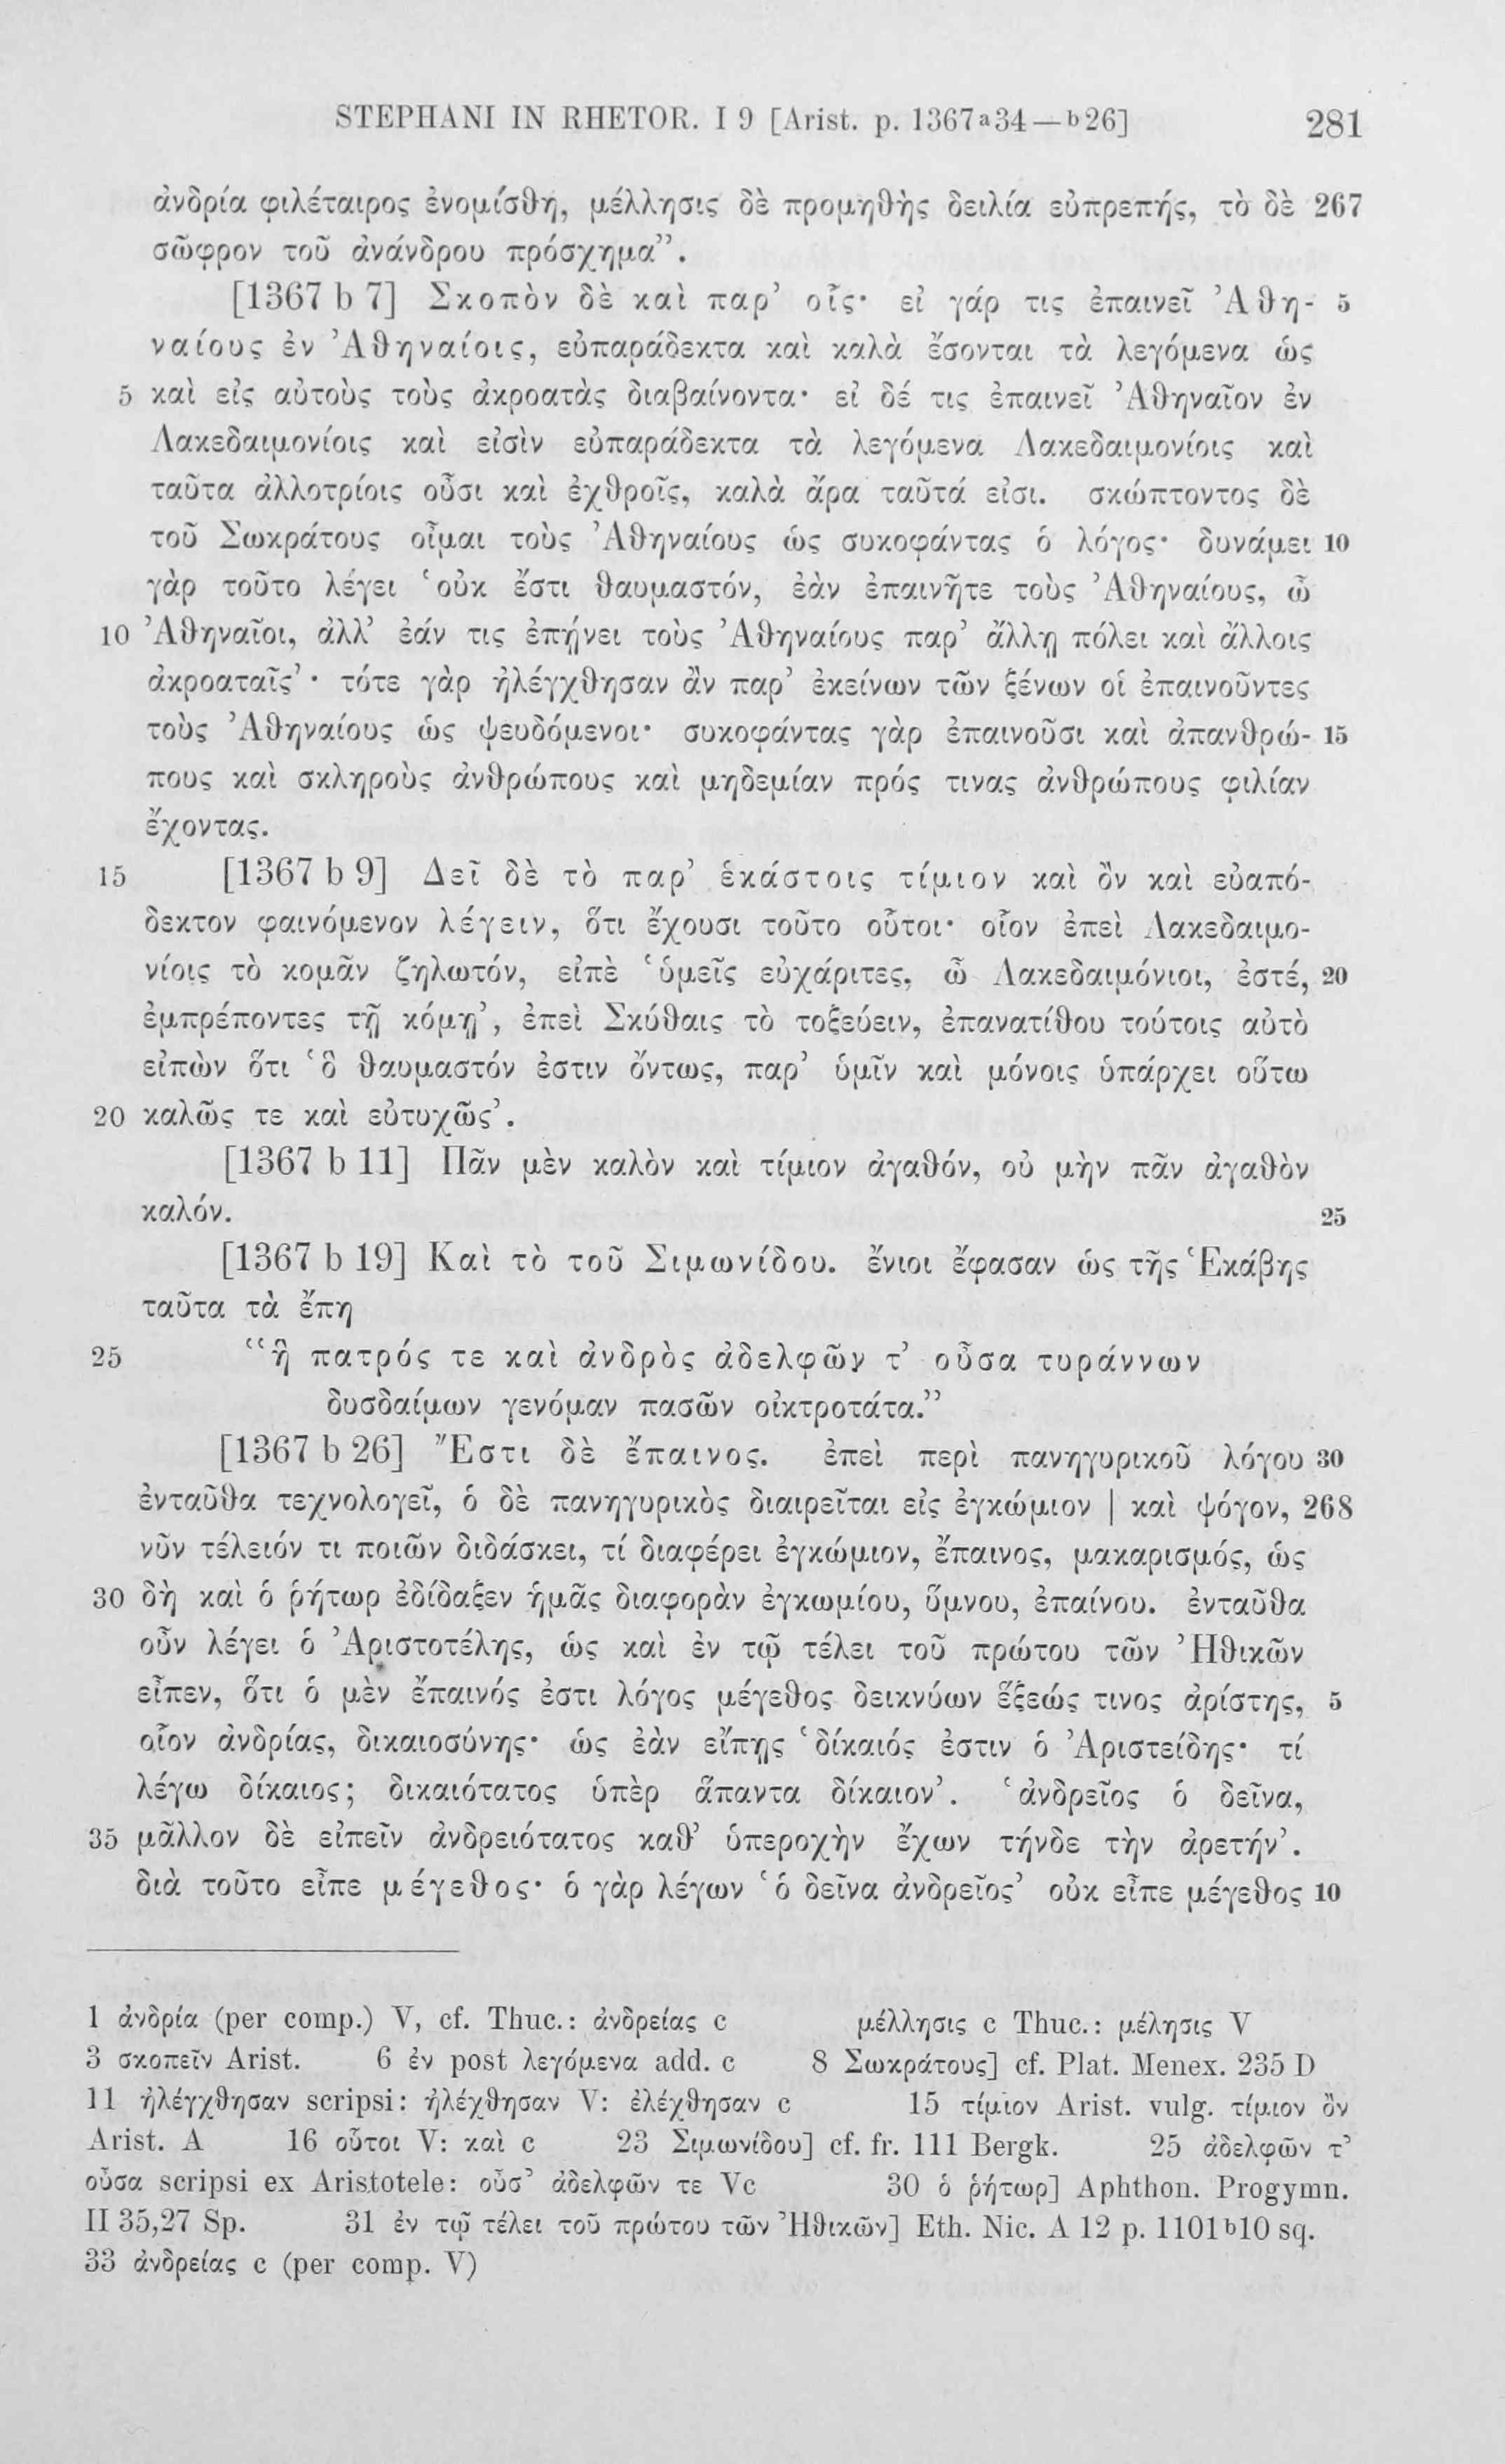 STEPHANI IN RHETOR. I 9 [Arist. p. 1367a34—b26] 281
ἀνδρία φιλέταιρος ἐνομίσθη, μέλλησις δὲ προμηθὴς δειλία εὐπρεπής, τὸ δὲ 267
σῶφρον τοῦ ἀνάνδρου πρόσχημα”.
[1367 b 7] Σκοπὸν δὲ καὶ παρ’ οἷς· εἰ γάρ τις ἐπαινεῖ Ἀθη- 5
ναίους ἐν Ἀθηναίοις, εὐπαράδεκτα καὶ καλὰ ἔσονται τὰ λεγόμενα ὡς
5 καὶ εἰς αὐτοὺς τοὺς ἀκροατὰς διαβαίνοντα· εἰ δέ τις ἐπαινεῖ Ἀθηναῖον ἐν
Λακεδαιμονίοις καὶ εἰσὶν εὐπαράδεκτα τὰ λεγόμενα Λακεδαιμονίοις καὶ
ταῦτα ἀλλοτρίοις οὖσι καὶ ἐχθροῖς, καλὰ ἄρα ταῦτά εἰσι. σκώπτοντος δὲ
τοῦ Σωκράτους οἶμαι τοὺς Ἀθηναίους ὡς συκοφάντας ὁ λόγος· δυνάμει 10
γὰρ τοῦτο λέγει ‘οὐκ ἔστι θαυμαστόν, ἐὰν ἐπαινῆτε τοὺς Ἀθηναίους, ὦ
10 Ἀθηναῖοι, ἀλλ’ ἐάν τις ἐπῄνει τοὺς Ἀθηναίους παρ’ ἄλλῃ πόλει καὶ ἄλλοις
ἀκροαταῖς’· τότε γὰρ ἠλέγχθησαν ἂν παρ’ ἐκείνων τῶν ξένων οἱ ἐπαινοῦντες
τοὺς Ἀθηναίους ὡς ψευδόμενοι· συκοφάντας γὰρ ἐπαινοῦσι καὶ ἀπανθρώ- 15
πους καὶ σκληροὺς ἀνθρώπους καὶ μηδεμίαν πρός τινας ἀνθρώπους φιλίαν
ἔχοντας.
15 [1367 b 9] Δεῖ δὲ τὸ παρ’ ἑκάστοις τίμιον καὶ ὂν καὶ εὐαπό-
δεκτον φαινόμενον λέγειν, ὅτι ἔχουσι τοῦτο οὗτοι· οἷον ἐπεὶ Λακεδαιμο-
νίοις τὸ κομᾶν ζηλωτόν, εἰπὲ ‘ὑμεῖς εὐχάριτες, ὦ Λακεδαιμόνιοι, ἐστέ, 20
ἐμπρέποντες τῇ κόμῃ’, ἐπεὶ Σκύθαις τὸ τοξεύειν, ἐπανατίθου τούτοις αὐτὸ
εἰπὼν ὅτι ‘ὃ θαυμαστόν ἐστιν ὄντως, παρ’ ὑμῖν καὶ μόνοις ὑπάρχει οὕτω
20 καλῶς τε καὶ εὐτυχῶς’.
[1367 b 11] Πᾶν μὲν καλὸν καὶ τίμιον ἀγαθόν, οὐ μὴν πᾶν ἀγαθὸν
καλόν. 25
[1367 b 19] Καὶ τὸ τοῦ Σιμωνίδου. ἔνιοι ἔφασαν ὡς τῆς Ἑκάβης
ταῦτα τὰ ἔπη
25 “ἣ πατρός τε καὶ ἀνδρὸς ἀδελφῶν τ’ οὖσα τυράννων
δυσδαίμων γενόμαν πασῶν οἰκτροτάτα.”
[1367 b 26] Ἔστι δὲ ἔπαινος. ἐπεὶ περὶ πανηγυρικοῦ λόγου 30
ἐνταῦθα τεχνολογεῖ, ὁ δὲ πανηγυρικὸς διαιρεῖται εἰς ἐγκώμιον | καὶ ψόγον, 268
νῦν τέλειόν τι ποιῶν διδάσκει, τί διαφέρει ἐγκώμιον, ἔπαινος, μακαρισμός, ὡς
30 δὴ καὶ ὁ ῥήτωρ ἐδίδαξεν ἡμᾶς διαφορὰν ἐγκωμίου, ὕμνου, ἐπαίνου. ἐνταῦθα
οὖν λέγει ὁ Ἀριστοτέλης, ὡς καὶ ἐν τῷ τέλει τοῦ πρώτου τῶν Ἠθικῶν
εἶπεν, ὅτι ὁ μὲν ἔπαινός ἐστι λόγος μέγεθος δεικνύων ἕξεώς τινος ἀρίστης, 5
οἷον ἀνδρίας, δικαιοσύνης· ὡς ἐὰν εἴπῃς ‘δίκαιός ἐστιν ὁ Ἀριστείδης· τί
λέγω δίκαιος; δικαιότατος ὑπὲρ ἅπαντα δίκαιον’. ‘ἀνδρεῖος ὁ δεῖνα,
35 μᾶλλον δὲ εἰπεῖν ἀνδρειότατος καθ’ ὑπεροχὴν ἔχων τήνδε τὴν ἀρετήν’.
διὰ τοῦτο εἶπε μέγεθος· ὁ γὰρ λέγων ‘ὁ δεῖνα ἀνδρεῖος’ οὐκ εἶπε μέγεθος 10
1 ἀνδρία (per comp.) V, cf. Thuc.: ἀνδρείας c μέλλησις c Thuc.: μέλησις V
3 σκοπεῖν Arist. 6 ἐν post λεγόμενα add. c 8 Σωκράτους] cf. Plat. Menex. 235 D
11 ἠλέγχθησαν scripsi: ἠλέχθησαν V: ἐλέχθησαν c 15 τίμιον Arist. vulg. τίμιον ὂν
Arist. A 16 οὗτοι V: καὶ c 23 Σιμωνίδου] cf. fr. 111 Bergk. 25 ἀδελφῶν τ’
οὖσα scripsi ex Aristotele: οὖσ’ ἀδελφῶν τε Vc 30 ὁ ῥήτωρ] Aphthon. Progymn.
II 35,27 Sp. 31 ἐν τῷ τέλει τοῦ πρώτου τῶν Ἠθικῶν] Eth. Nic. A 12 p. 1101b10 sq.
33 ἀνδρείας c (per comp. V)